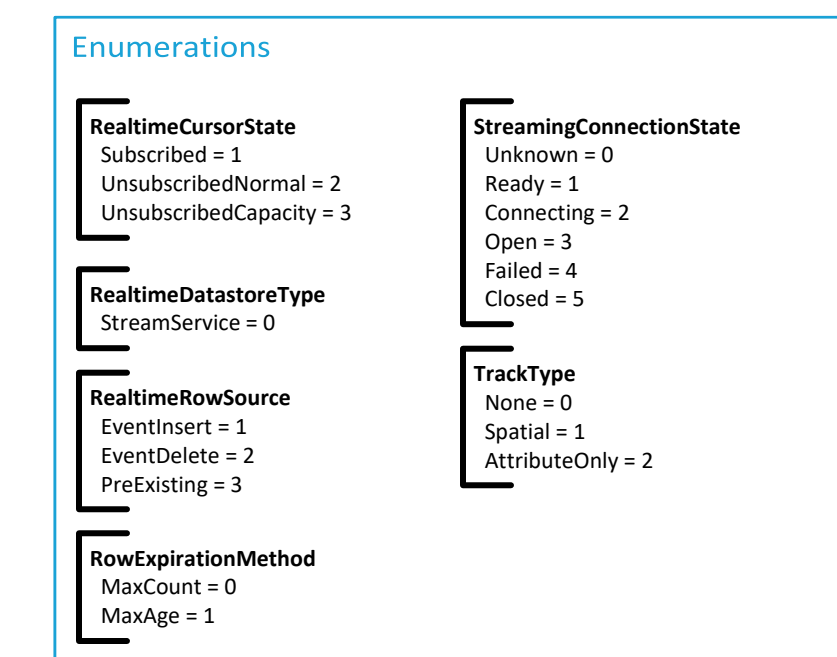 Enumerations
RealtimeCursorState
Subscribed = 1
UnsubscribedNormal = 2
UnsubscribedCapacity = 3
RealtimeDatastoreType
StreamService = 0
RealtimeRowSource
EventInsert = 1
EventDelete = 2
PreExisting = 3
RowExpirationMethod
MaxCount = 0
MaxAge = 1
StreamingConnectionState
Unknown = 0
Ready = 1
Connecting = 2
Open = 3
Failed = 4
Closed = 5
TrackType
None = 0
Spatial = 1
AttributeOnly = 2